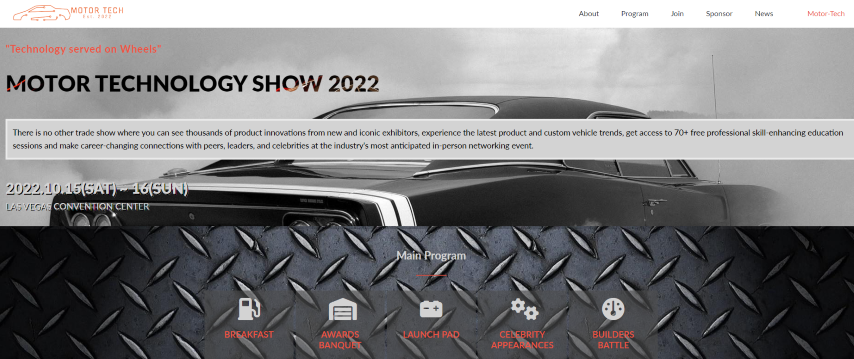 MOTOR TECH
Est. 2022
About
Program
Join
Sponsor
News
Motor-Tech
"Technology served on Wheels"
MOTOR TECHNOLOGY SHOW 2022
There is no other trade show where you can see thousands of product innovations from new and iconic exhibitors, experience the latest product and custom vehicle trends, get access to 70+ free professional skill-enhancing education
sessions and make career-changing connections with peers, leaders, and celebrities at the industry's most anticipated in-person networking event.
2022.10.15(SAT) ~ 16(SUN)
LAS VEGAS CONVENTION CENTER
Main Program
BREAKFAST
AWARDS
BANQUET
LAUNCH PAD
CELEBRITY
APPEARANCES
BUILDERS
BATTLE